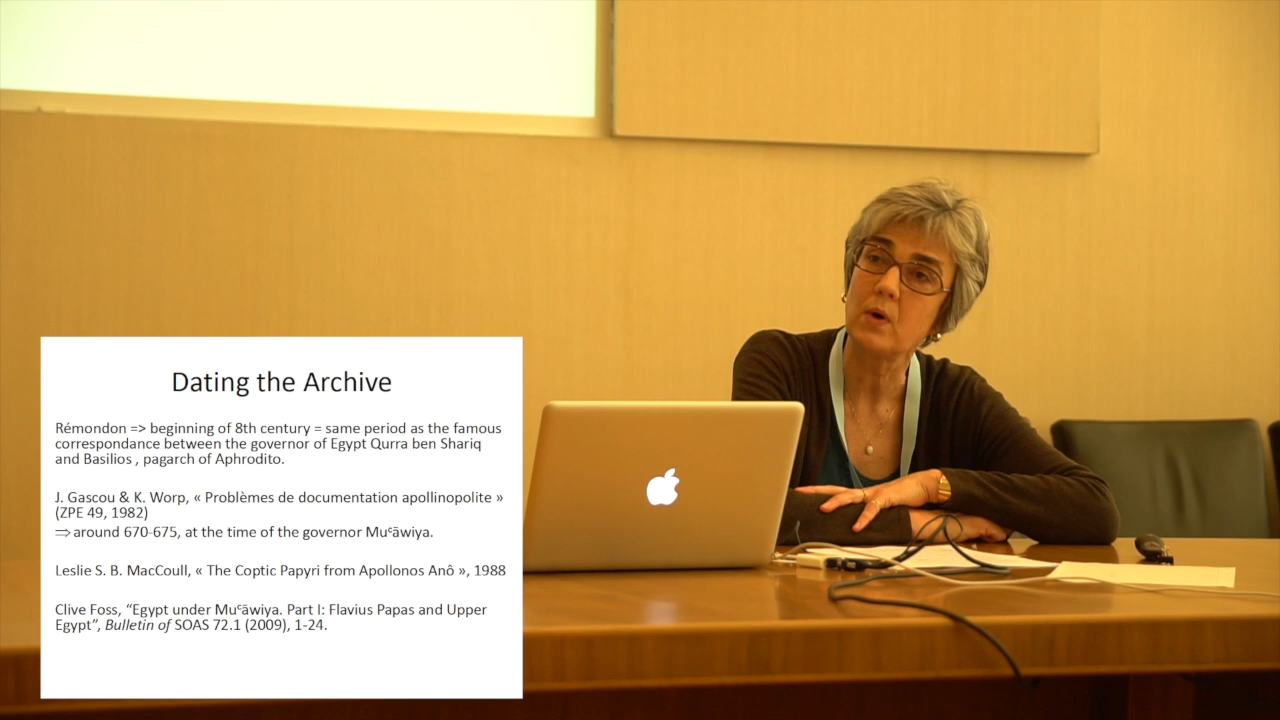 Dating the Archive
Rémondon => beginning of 8th century = same period as the famous
correspondance between the governor of Egypt Qurra ben Shariq
and Basilios , pagarch of Aphrodito.
J. Gascou & K. Worp, « Problèmes de documentation apollinopolite »
(ZPE 49, 1982)
⇒ around 670-675, at the time of the governor Muʿāwiya.
Leslie S. B. MacCoull, « The Coptic Papyri from Apollonos Anô », 1988
Clive Foss, “Egypt under Muʿāwiya. Part I: Flavius Papas and Upper
Egypt”, Bulletin of SOAS 72.1 (2009), 1-24.